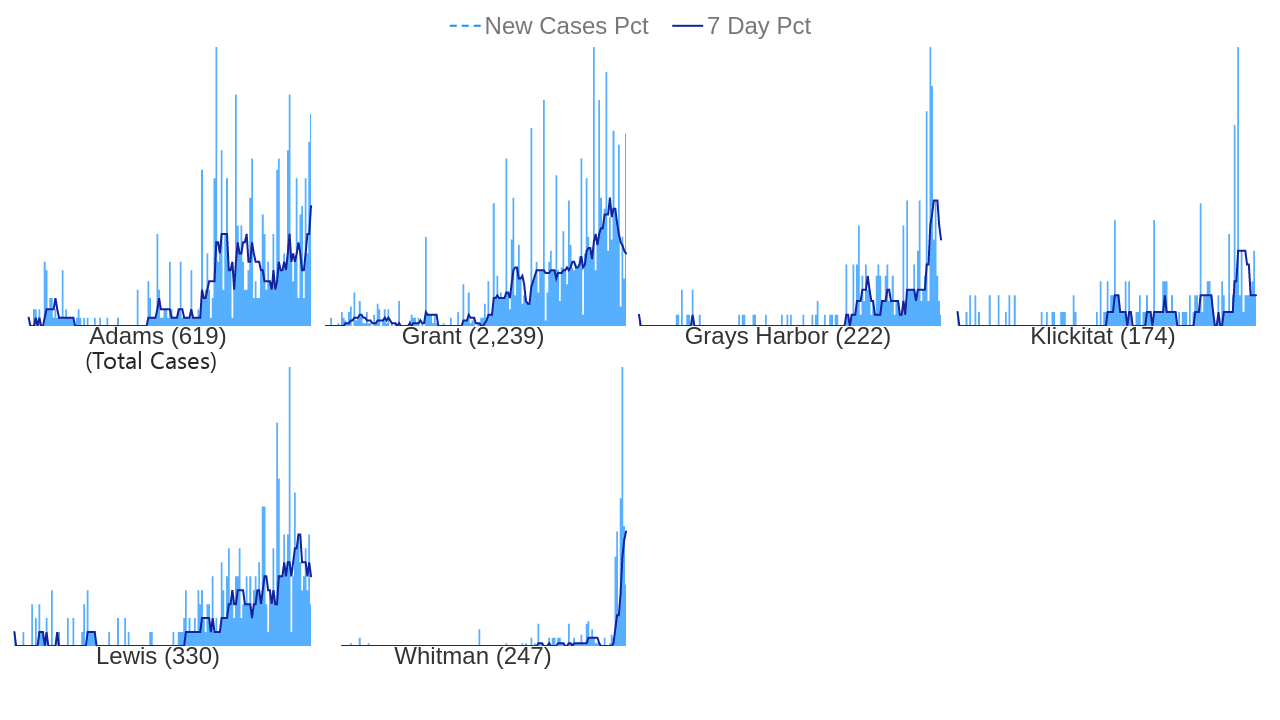 New Cases Pct 7 Day Pct
Adams (619) Grant (2,239) Grays Harbor (222) Klickitat (174)
(Total Cases)
Lewis (330) Whitman (247)